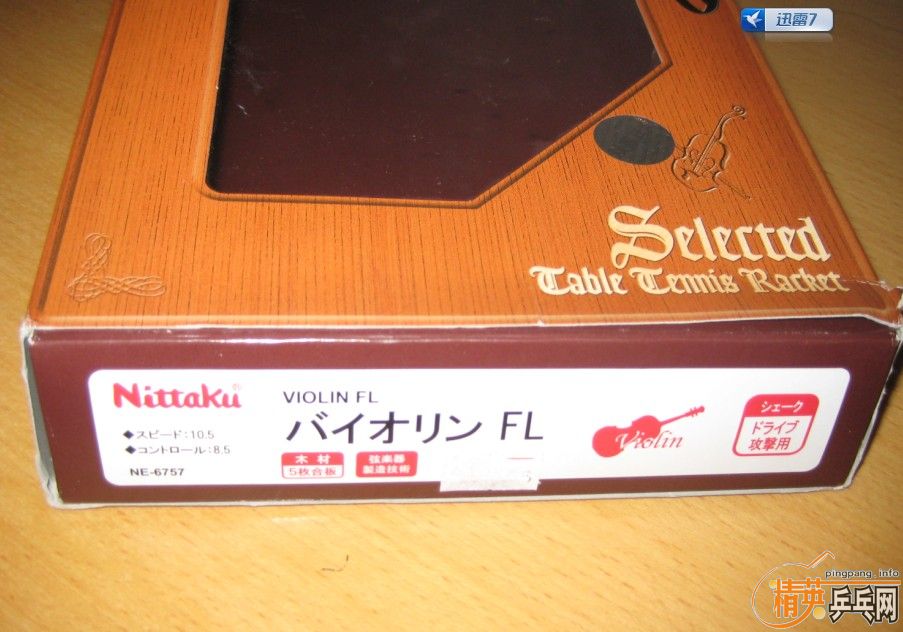 迅雷7
Selected
Table Tennis Racket
Nittaku®
VIOLIN FL
バイオリン FL
◆スピード:10.5
◆コントロール:8.5
NE-6757
木材
5枚合板
弦楽器
製造技術
Violin
シェーク
ドライブ
攻撃用
pingpang.info
精英乒乓网